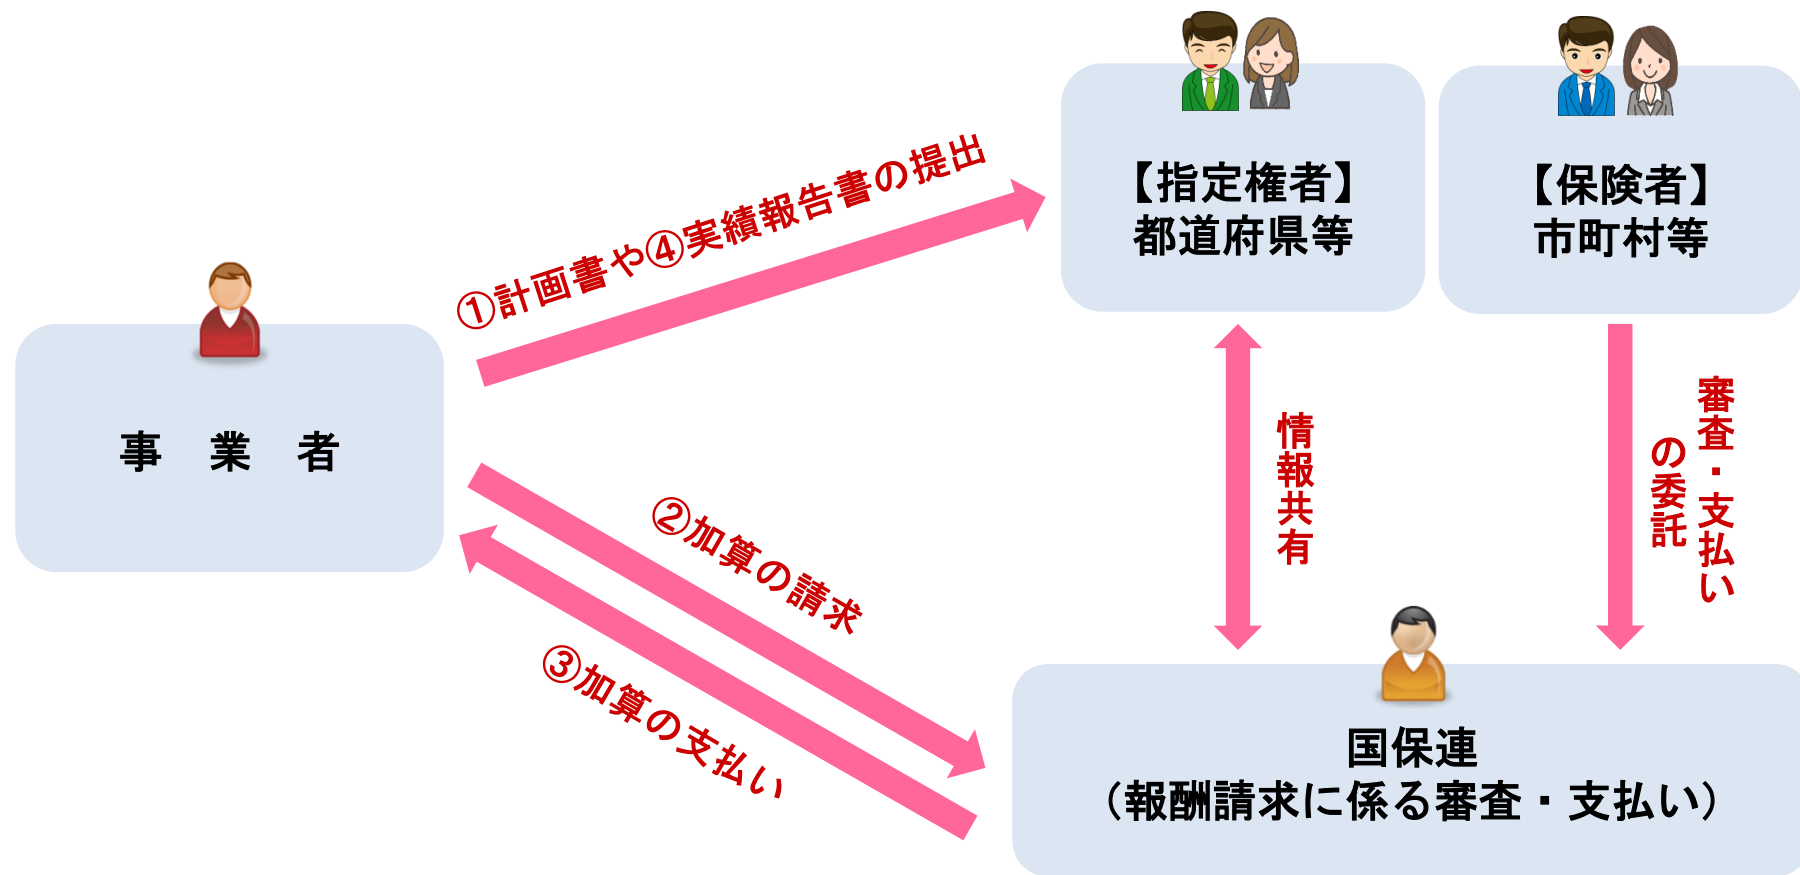 【指定権者】
都道府県等
【保険者】
市町村等
①計画書や④実績報告書の提出
事　業　者
②加算の請求
③加算の支払い
情報共有
審査・支払い
の委託
国保連
（報酬請求に係る審査・支払い）